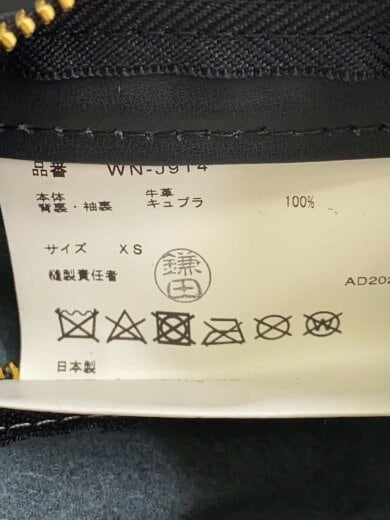 品番 WN-J914
本体 牛革
背裏・袖裏 キュプラ 100%
サイズ XS
縫製責任者 鎌田
AD202
W
日本製